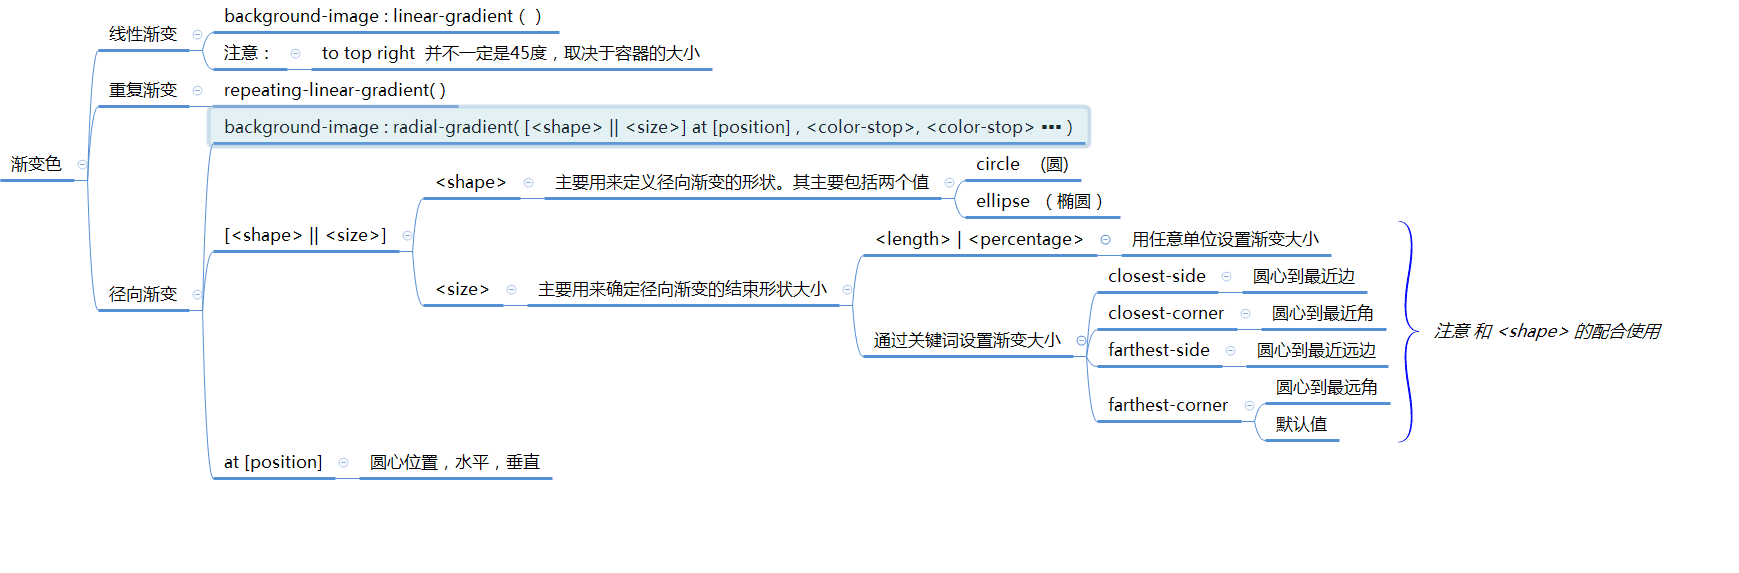 渐变色
线性渐变
background-image : linear-gradient ( )
注意：
to top right 并不一定是45度，取决于容器的大小
重复渐变
repeating-linear-gradient( )
径向渐变
background-image : radial-gradient( [<shape> || <size>] at [position] , <color-stop>, <color-stop> ··· )
[<shape> || <size>]
<shape>
主要用来定义径向渐变的形状。其主要包括两个值
circle (圆)
ellipse （ 椭圆 ）
<size>
主要用来确定径向渐变的结束形状大小
<length> | <percentage>
用任意单位设置渐变大小
通过关键词设置渐变大小
closest-side
圆心到最近边
closest-corner
圆心到最近角
farthest-side
圆心到最近远边
farthest-corner
圆心到最远角
默认值
注意 和 <shape> 的配合使用
at [position]
圆心位置，水平，垂直